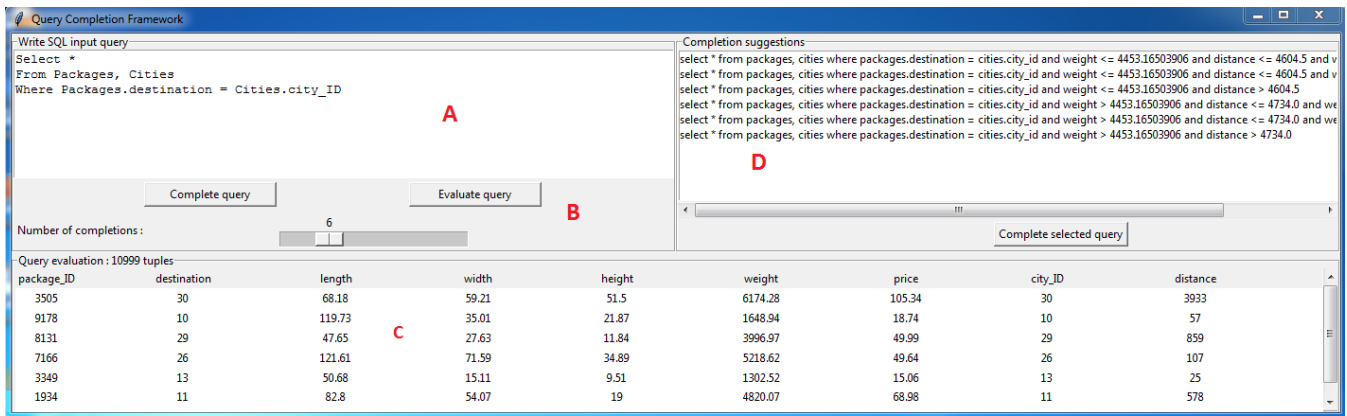 Query Completion Framework
Write SQL input query
Select *
From Packages, Cities
Where Packages.destination = Cities.city_ID
A
Complete query
Evaluate query
B
Number of completions :
6
Completion suggestions
select * from packages, cities where packages.destination = cities.city_id and weight <= 4453.16503906 and distance <= 4604.5 and w
select * from packages, cities where packages.destination = cities.city_id and weight <= 4453.16503906 and distance <= 4604.5 and w
select * from packages, cities where packages.destination = cities.city_id and weight <= 4453.16503906 and distance > 4604.5
select * from packages, cities where packages.destination = cities.city_id and weight > 4453.16503906 and distance <= 4734.0 and we
select * from packages, cities where packages.destination = cities.city_id and weight > 4453.16503906 and distance <= 4734.0 and we
select * from packages, cities where packages.destination = cities.city_id and weight > 4453.16503906 and distance > 4734.0
D
Complete selected query
Query evaluation : 10999 tuples
package_ID destination length width height weight price city_ID distance
3505 30 68.18 59.21 51.5 6174.28 105.34 30 3933
9178 10 119.73 35.01 21.87 1648.94 18.74 10 57
8131 29 47.65 C 27.63 11.84 3996.97 49.99 29 859
7166 26 121.61 71.59 34.89 5218.62 49.64 26 107
3349 13 50.68 15.11 9.51 1302.52 15.06 13 25
1934 11 82.8 54.07 19 4820.07 68.98 11 578